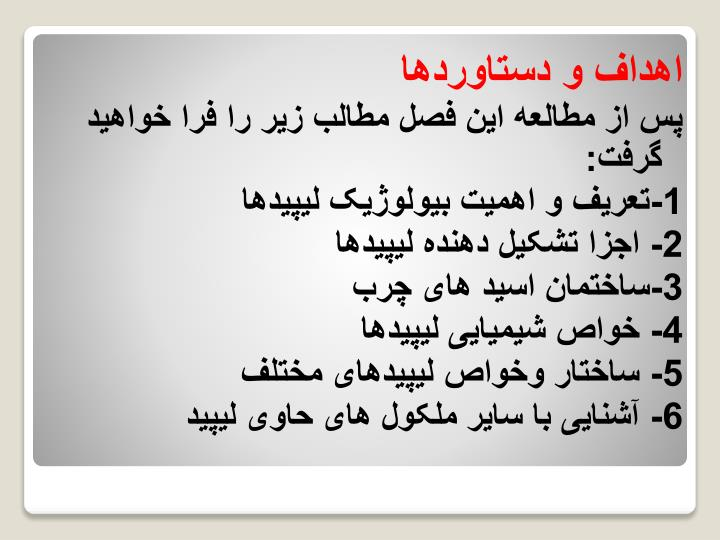 اهداف و دستاوردها
پس از مطالعه این فصل مطالب زیر را فرا خواهید
گرفت:
1-تعریف و اهمیت بیولوژیک لیپیدها
2- اجزا تشکیل دهنده لیپیدها
3-ساختمان اسید های چرب
4- خواص شیمیایی لیپیدها
5- ساختار وخواص لیپیدهای مختلف
6- آشنایی با سایر ملکول های حاوی لیپید